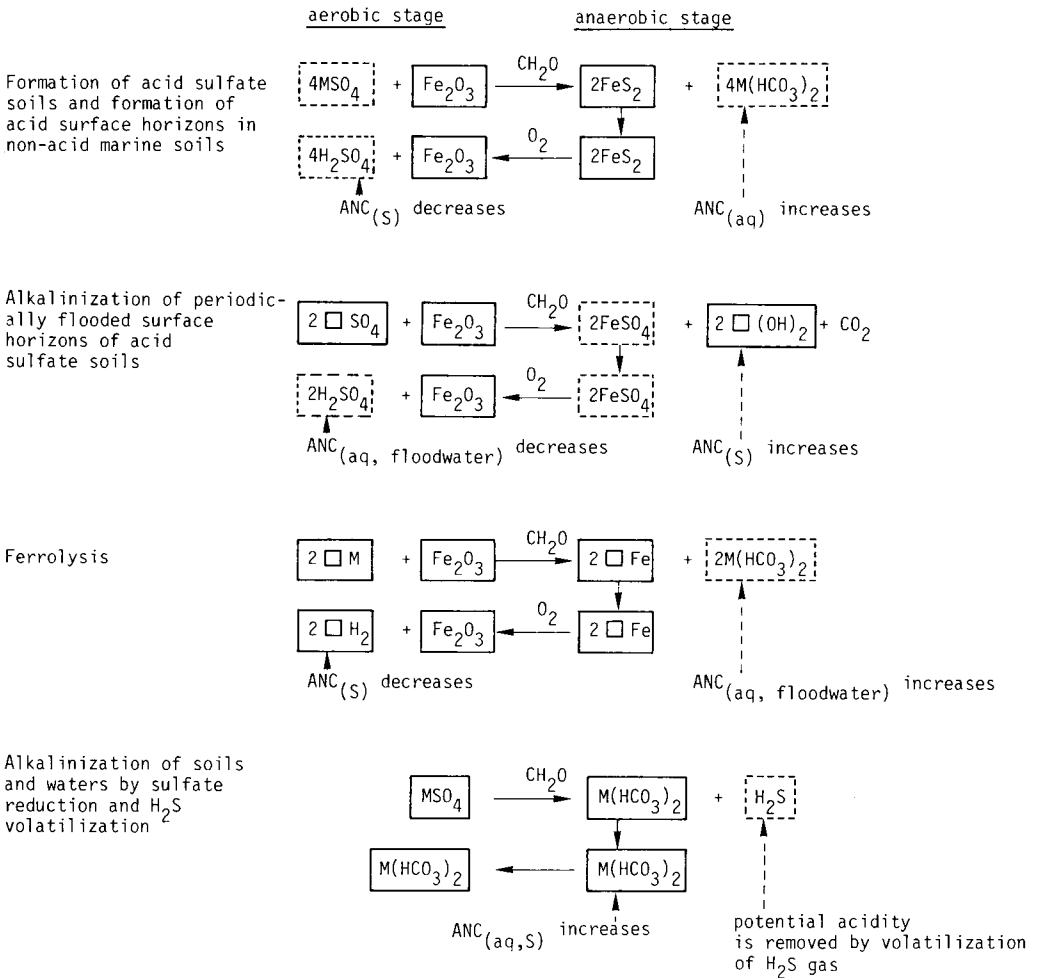 aerobic stage anaerobic stage
Formation of acid sulfate
soils and formation of
acid surface horizons in
non-acid marine soils
4MSO4 + Fe2O3 CH2O 2FeS2 + 4M(HCO3)2
4H2SO4 + Fe2O3 O2 2FeS2
ANC(S) decreases ANC(aq) increases
Alkalinization of periodic-
ally flooded surface
horizons of acid
sulfate soils
2 □ SO4 + Fe2O3 CH2O 2FeSO4 + 2 □ (OH)2 + CO2
2H2SO4 + Fe2O3 O2 2FeSO4
ANC(aq, floodwater) decreases ANC(S) increases
Ferrolysis
2 □ M + Fe2O3 CH2O 2 □ Fe + 2M(HCO3)2
2 □ H2 + Fe2O3 O2 2 □ Fe
ANC(S) decreases ANC(aq, floodwater) increases
Alkalinization of soils
and waters by sulfate
reduction and H2S
volatilization
MSO4 CH2O M(HCO3)2 + H2S
M(HCO3)2 M(HCO3)2
ANC(aq,S) increases
potential acidity
is removed by volatilization
of H2S gas